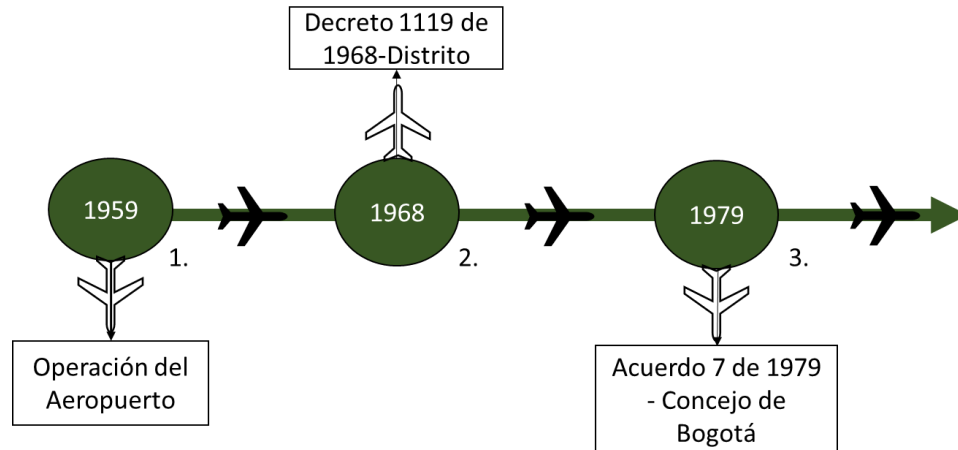 Decreto 1119 de
1968-Distrito
1959
1968
1979
1.
2.
3.
Operación del
Aeropuerto
Acuerdo 7 de 1979
- Concejo de
Bogotá